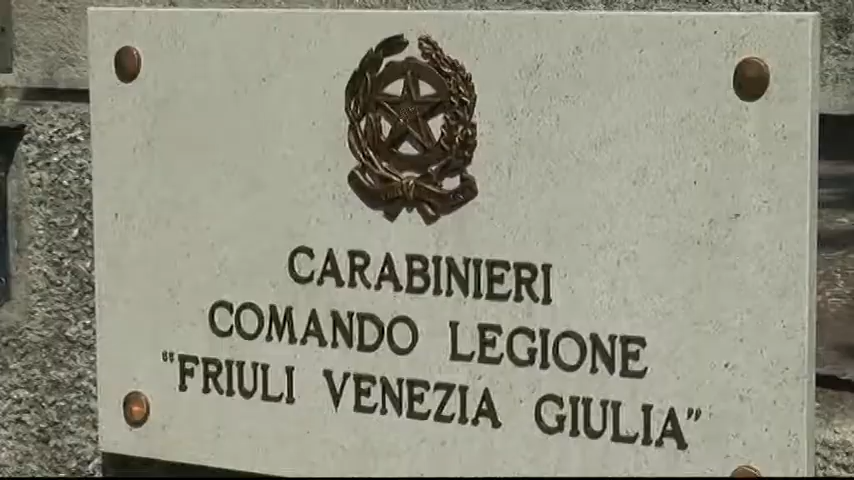 CARABINIERI
COMANDO LEGIONE
"FRIULI VENEZIA GIULIA"